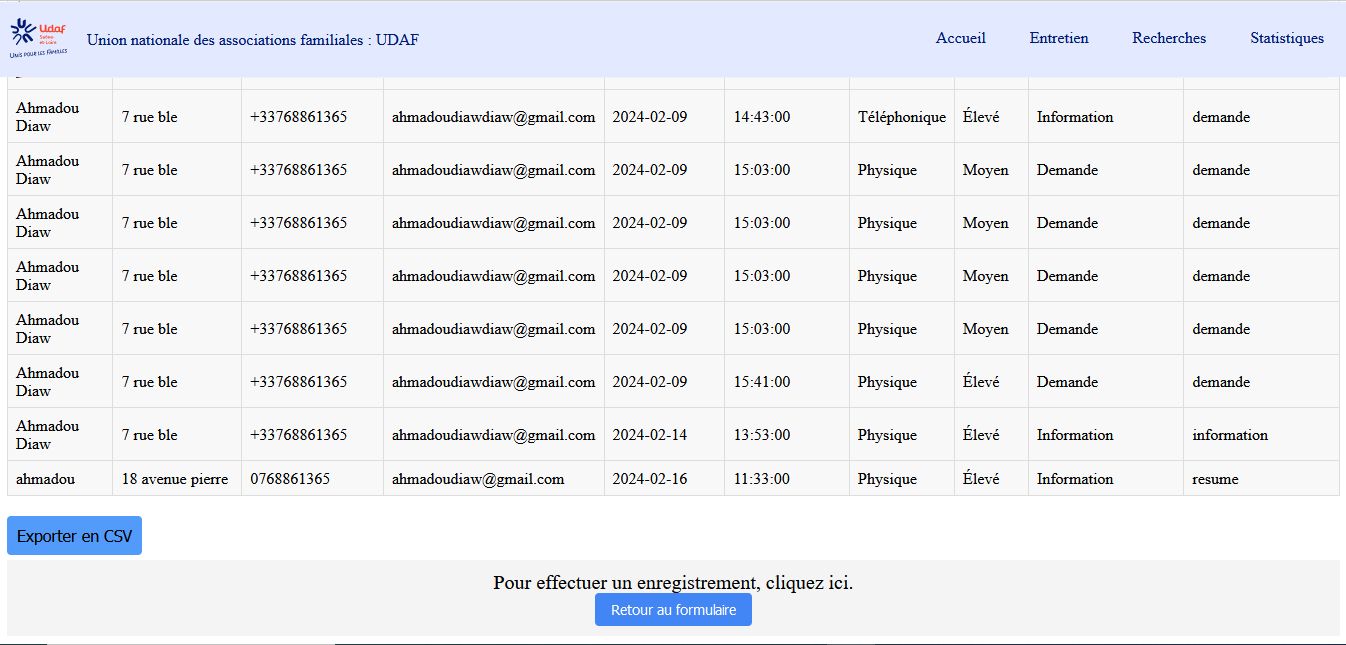 Udaf
Saône-
et-Loire
UNIS POUR LES FAMILLES
Union nationale des associations familiales : UDAF
Accueil Entretien Recherches Statistiques
Ahmadou Diaw 7 rue ble +33768861365 ahmadoudiawdiaw@gmail.com 2024-02-09 14:43:00 Téléphonique Élevé Information demande
Ahmadou Diaw 7 rue ble +33768861365 ahmadoudiawdiaw@gmail.com 2024-02-09 15:03:00 Physique Moyen Demande demande
Ahmadou Diaw 7 rue ble +33768861365 ahmadoudiawdiaw@gmail.com 2024-02-09 15:03:00 Physique Moyen Demande demande
Ahmadou Diaw 7 rue ble +33768861365 ahmadoudiawdiaw@gmail.com 2024-02-09 15:03:00 Physique Moyen Demande demande
Ahmadou Diaw 7 rue ble +33768861365 ahmadoudiawdiaw@gmail.com 2024-02-09 15:03:00 Physique Moyen Demande demande
Ahmadou Diaw 7 rue ble +33768861365 ahmadoudiawdiaw@gmail.com 2024-02-09 15:41:00 Physique Élevé Demande demande
Ahmadou Diaw 7 rue ble +33768861365 ahmadoudiawdiaw@gmail.com 2024-02-14 13:53:00 Physique Élevé Information information
ahmadou 18 avenue pierre 0768861365 ahmadoudiaw@gmail.com 2024-02-16 11:33:00 Physique Élevé Information resume
Exporter en CSV
Pour effectuer un enregistrement, cliquez ici.
Retour au formulaire